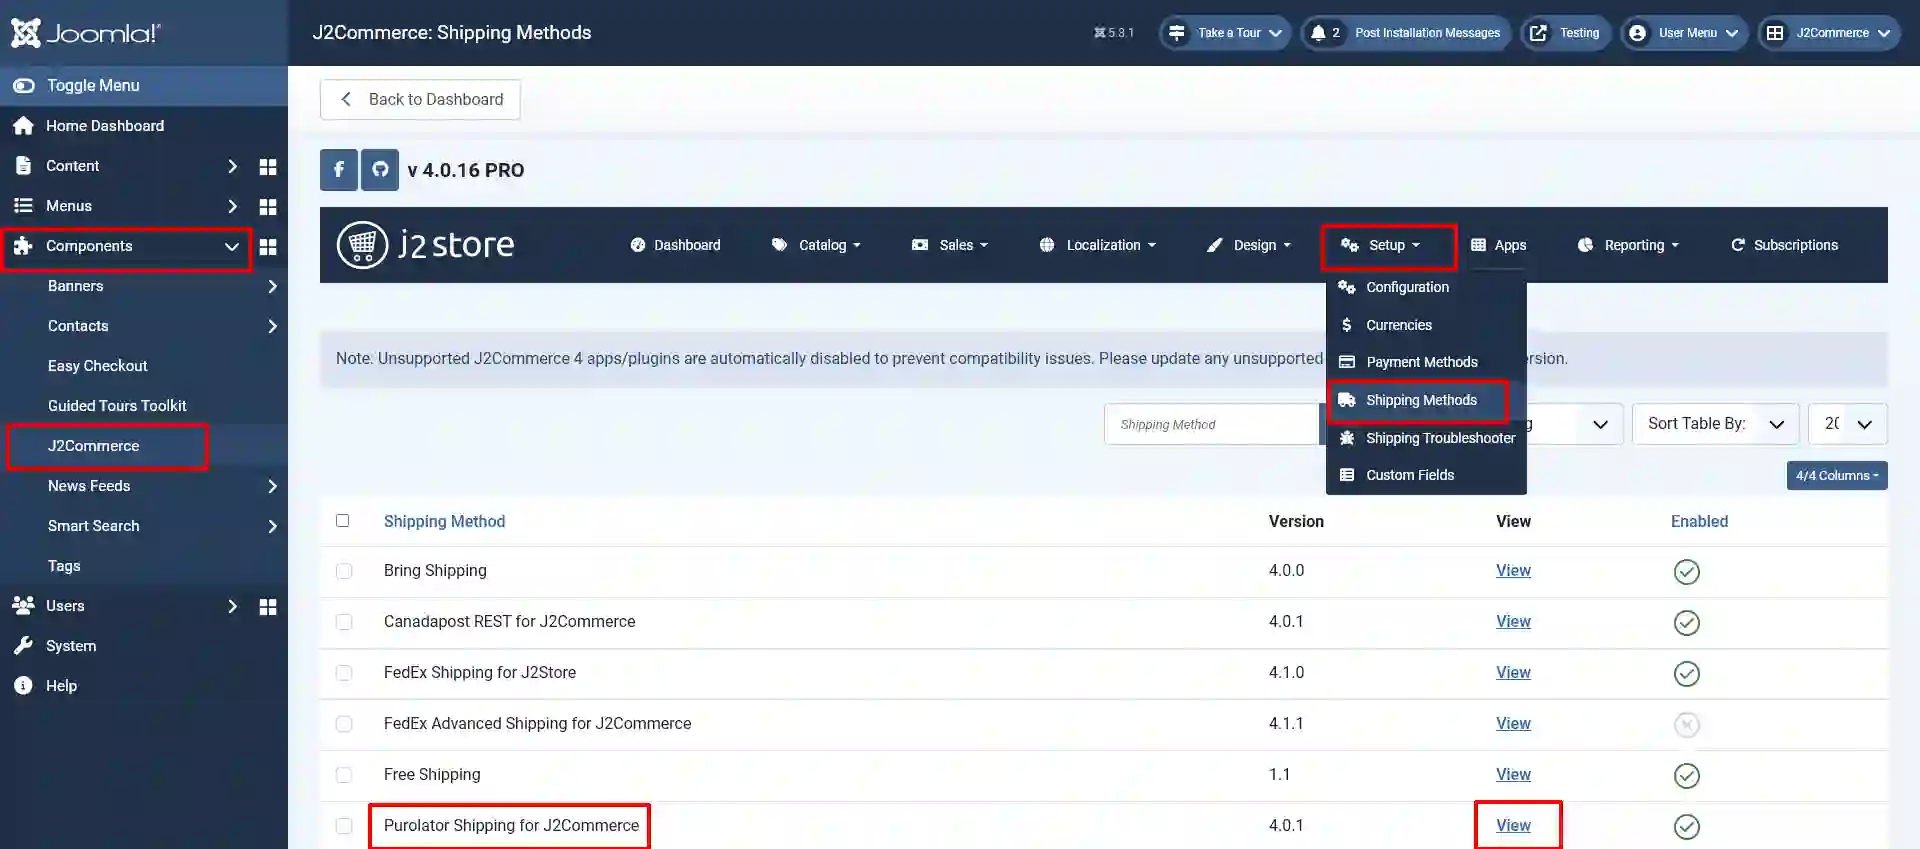 Joomla!
J2Commerce: Shipping Methods
5.3.1
Take a Tour
2 Post Installation Messages
Testing
User Menu
J2Commerce
Toggle Menu
Home Dashboard
Content
Menus
Components
Banners
Contacts
Easy Checkout
Guided Tours Toolkit
J2Commerce
News Feeds
Smart Search
Tags
Users
System
Help
Back to Dashboard
v 4.0.16 PRO
j2store
Dashboard
Catalog
Sales
Localization
Design
Setup
Apps
Reporting
Subscriptions
Configuration
Currencies
Payment Methods
Shipping Methods
Shipping Troubleshooter
Custom Fields
Note: Unsupported J2Commerce 4 apps/plugins are automatically disabled to prevent compatibility issues. Please update any unsupported
Shipping Method
Sort Table By:
4/4 Columns
Shipping Method Version View Enabled
Bring Shipping 4.0.0 View
Canadapost REST for J2Commerce 4.0.1 View
FedEx Shipping for J2Store 4.1.0 View
FedEx Advanced Shipping for J2Commerce 4.1.1 View
Free Shipping 1.1 View
Purolator Shipping for J2Commerce 4.0.1 View